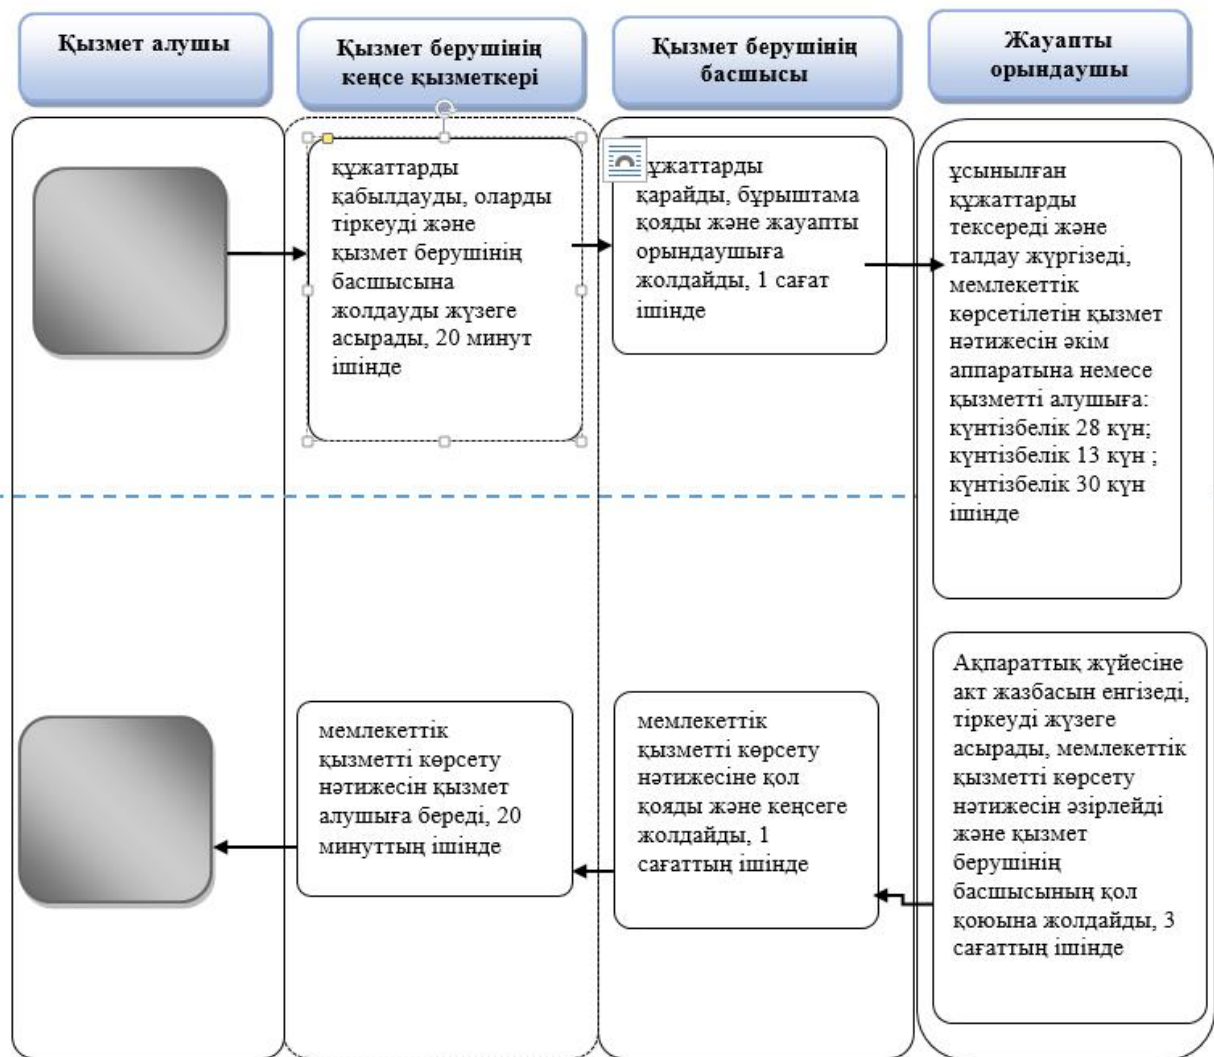 Қызмет алушы
Қызмет берушінің
кеңсе қызметкері
Қызмет берушінің
басшысы
Жауапты
орындаушы
құжаттарды
қабылдауды, оларды
тіркеуді және
қызмет берушінің
басшысына
жолдауды жүзеге
асырады, 20 минут
ішінде
ұжаттарды
қарайды, бұрыштама
қояды және жауапты
орындаушыға
жолдайды, 1 сағат
ішінде
ұсынылған
құжаттарды
тексереді және
талдау жүргізеді,
мемлекеттік
көрсетілетін қызмет
нәтижесін әкім
аппаратына немесе
қызметті алушыға:
күнтізбелік 28 күн;
күнтізбелік 13 күн ;
күнтізбелік 30 күн
ішінде
мемлекеттік
қызметті көрсету
нәтижесін қызмет
алушыға береді, 20
минуттың ішінде
мемлекеттік
қызметті көрсету
нәтижесіне қол
қояды және кеңсеге
жолдайды, 1
сағаттың ішінде
Ақпараттық жүйесіне
акт жазбасын енгізеді,
тіркеуді жүзеге
асырады, мемлекеттік
қызметті көрсету
нәтижесін әзірлейді
және қызмет
берушінің
басшысының қол
қоюына жолдайды, 3
сағаттың ішінде